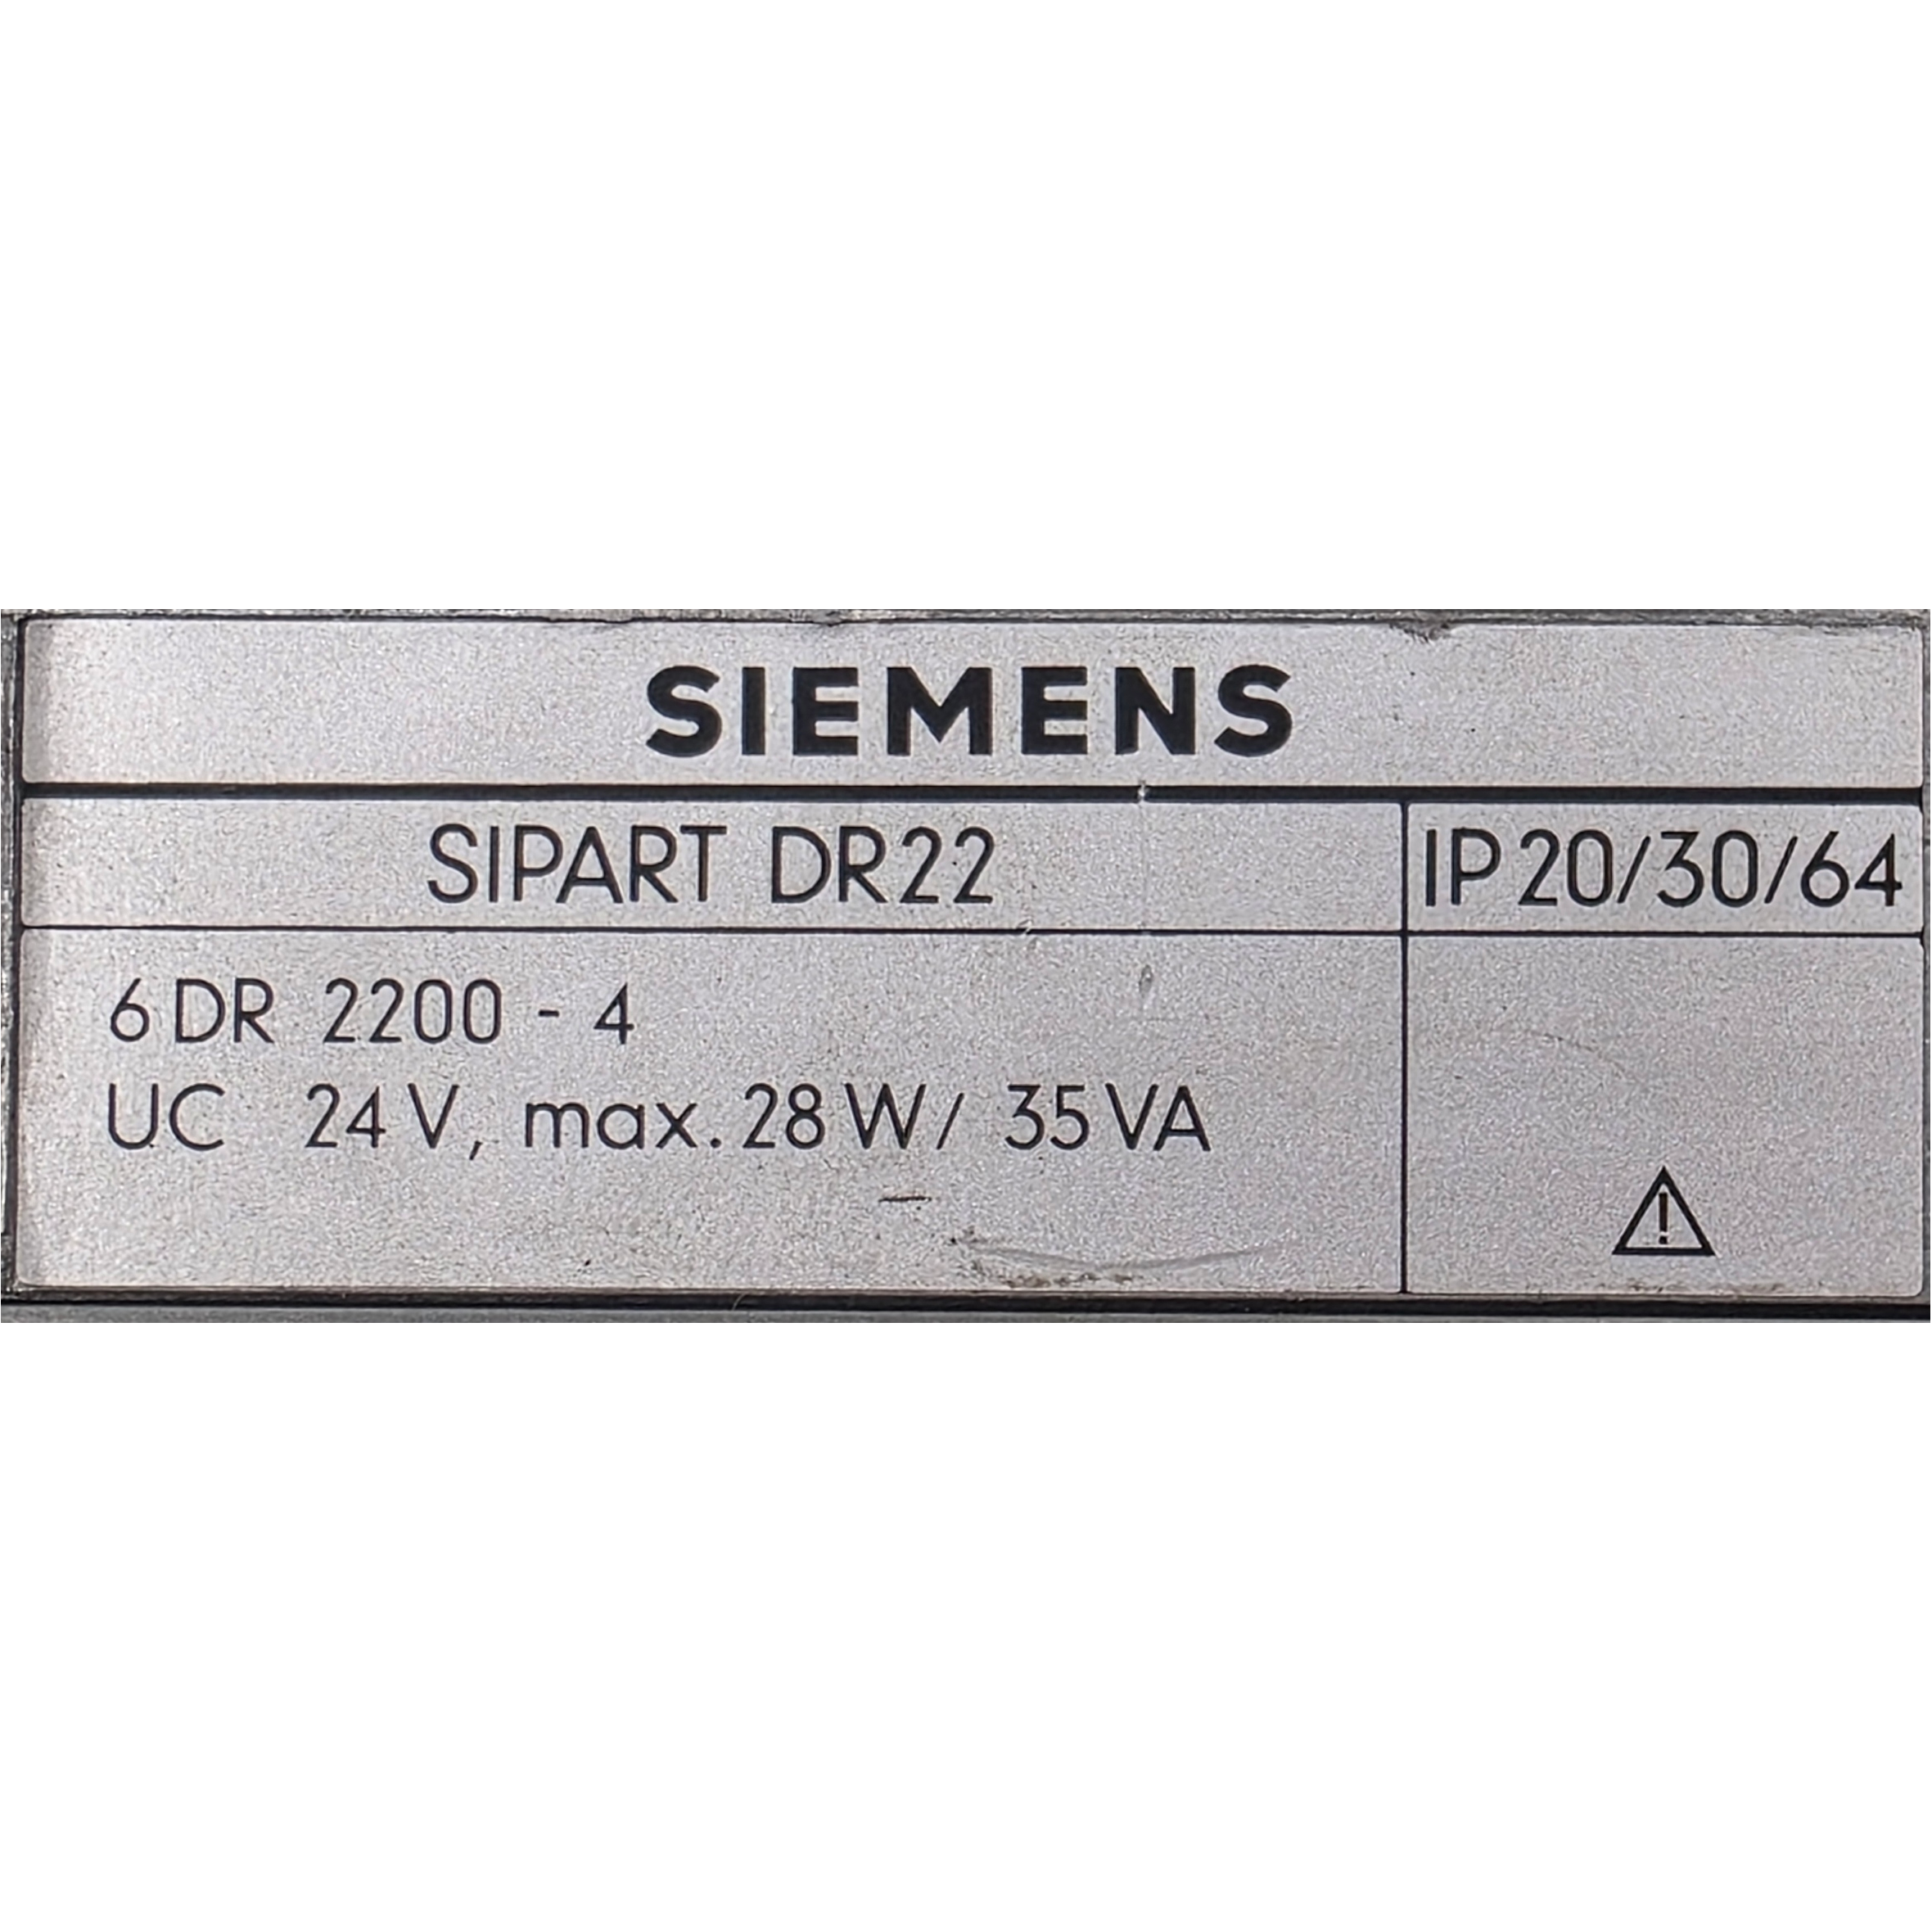 SIEMENS
SIPART DR22
IP 20/30/64
6 DR 2200 - 4
UC 24 V, max. 28 W/ 35 VA
!